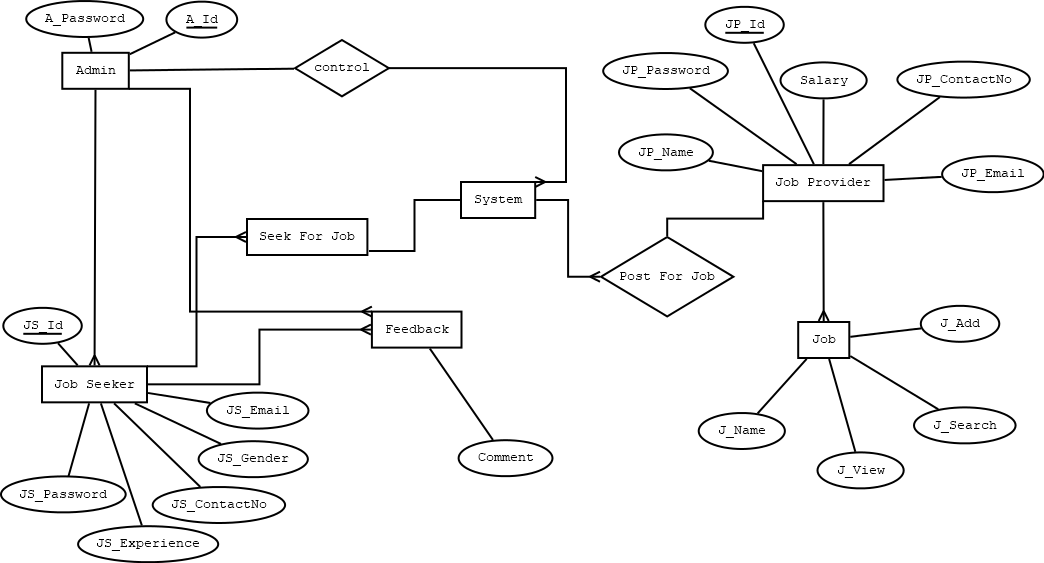 A_Password
A_Id
JP_Id
Admin
control
JP_Password
Salary
JP_ContactNo
JP_Name
JP_Email
Job Provider
System
Seek For Job
Post For Job
JS_Id
Feedback
J_Add
Job
Job Seeker
JS_Email
J_Name
J_Search
JS_Gender
Comment
J_View
JS_Password
JS_ContactNo
JS_Experience